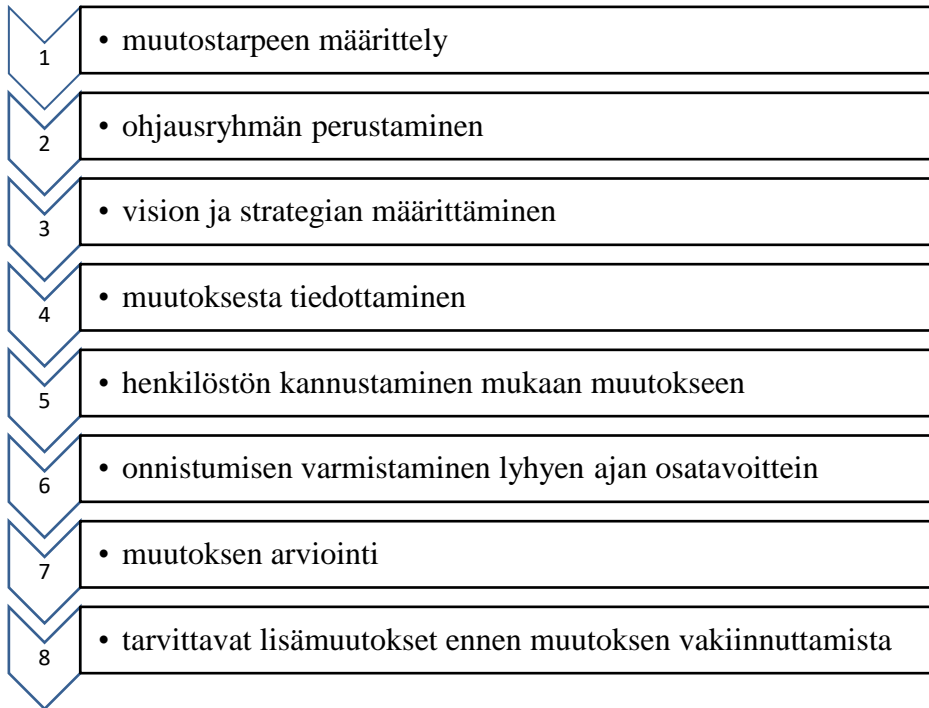 1 • muutostarpeen määrittely
2 • ohjausryhmän perustaminen
3 • vision ja strategian määrittäminen
4 • muutoksesta tiedottaminen
5 • henkilöstön kannustaminen mukaan muutokseen
6 • onnistumisen varmistaminen lyhyen ajan osatavoittein
7 • muutoksen arviointi
8 • tarvittavat lisämuutokset ennen muutoksen vakiinnuttamista